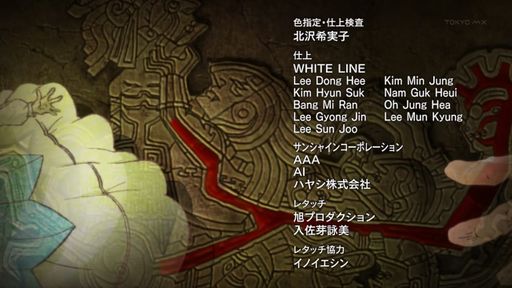 TOKYO MX
色指定・仕上検査
北沢希実子
仕上
WHITE LINE
Lee Dong Hee Kim Min Jung
Kim Hyun Suk Nam Guk Heui
Bang Mi Ran Oh Jung Hea
Lee Gyong Jin Lee Mun Kyung
Lee Sun Joo
サンシャインコーポレーション
AAA
AI
ハヤシ株式会社
レタッチ
旭プロダクション
入佐芽詠美
レタッチ協力
イノイエシン